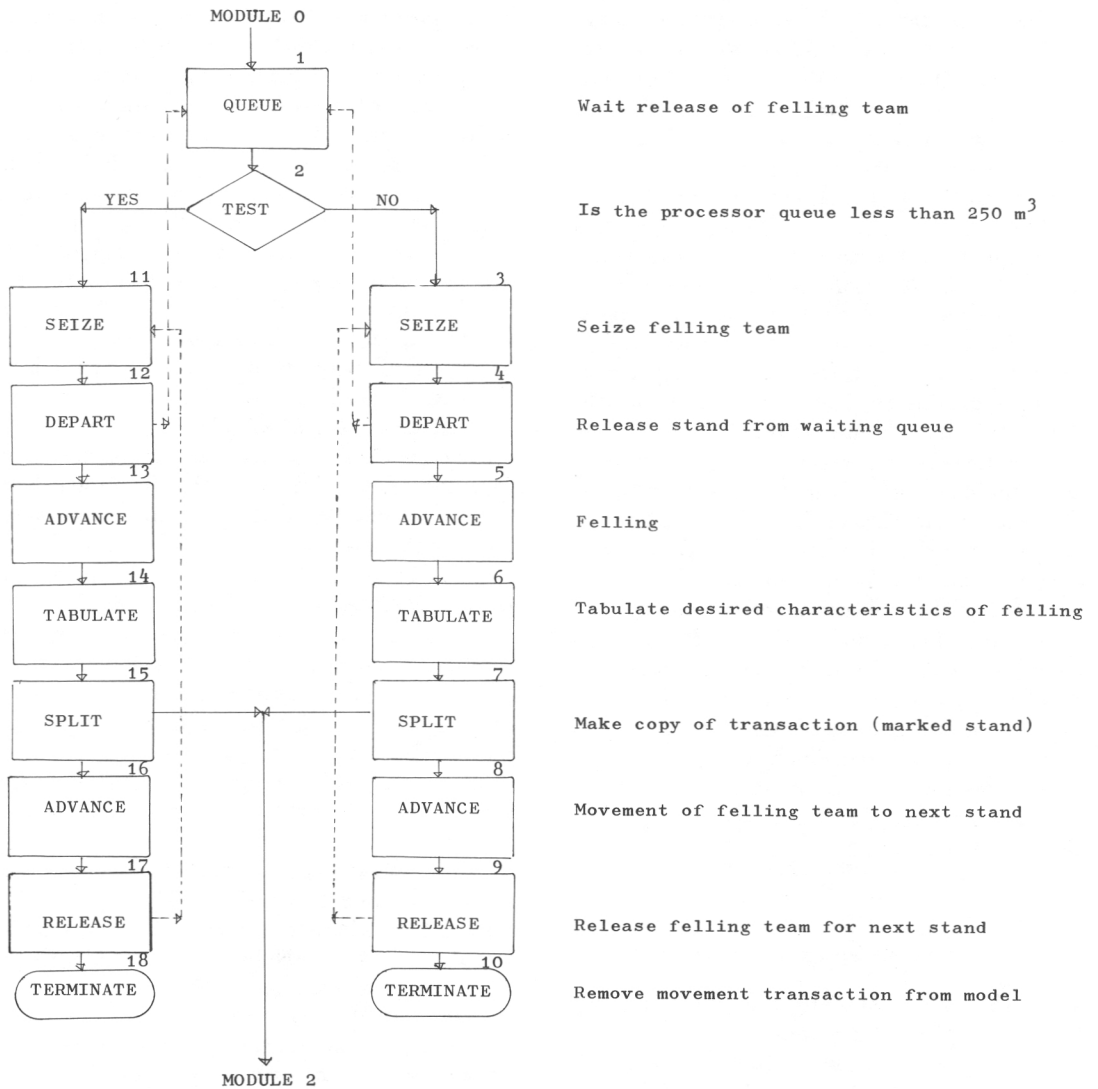 MODULE 0
1
QUEUE
Wait release of felling team
2
YES
TEST
NO
Is the processor queue less than 250 m³
11
3
SEIZE
SEIZE
Seize felling team
12
4
DEPART
DEPART
Release stand from waiting queue
13
5
ADVANCE
ADVANCE
Felling
14
6
TABULATE
TABULATE
Tabulate desired characteristics of felling
15
7
SPLIT
SPLIT
Make copy of transaction (marked stand)
16
8
ADVANCE
ADVANCE
Movement of felling team to next stand
17
9
RELEASE
RELEASE
Release felling team for next stand
18
10
TERMINATE
TERMINATE
Remove movement transaction from model
MODULE 2